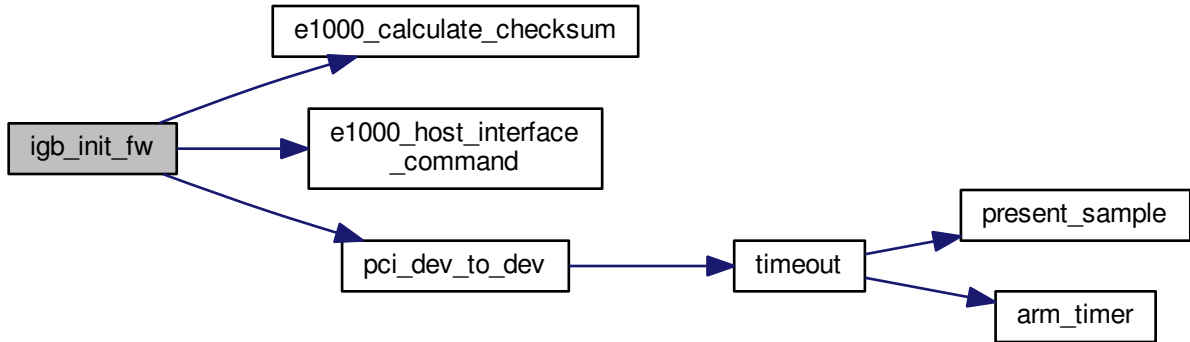 e1000_calculate_checksum
igb_init_fw
e1000_host_interface
_command
pci_dev_to_dev
timeout
present_sample
arm_timer